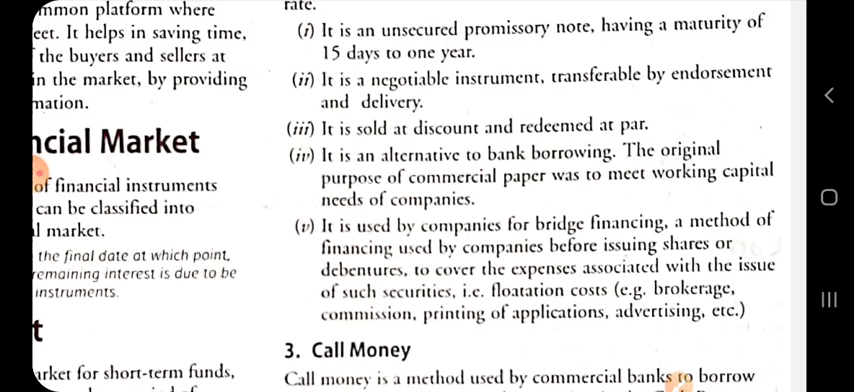 mmon platform where
eet. It helps in saving time,
the buyers and sellers at
in the market, by providing
mation.
ncial Market
of financial instruments
can be classified into
l market.
the final date at which point,
remaining interest is due to be
instruments.
t
arket for short-term funds,
rate.
(i) It is an unsecured promissory note, having a maturity of
15 days to one year.
(ii) It is a negotiable instrument, transferable by endorsement
and delivery.
(iii) It is sold at discount and redeemed at par.
(iv) It is an alternative to bank borrowing. The original
purpose of commercial paper was to meet working capital
needs of companies.
(v) It is used by companies for bridge financing, a method of
financing used by companies before issuing shares or
debentures, to cover the expenses associated with the issue
of such securities, i.e. floatation costs (e.g. brokerage,
commission, printing of applications, advertising, etc.)
3. Call Money
Call money is a method used by commercial banks to borrow